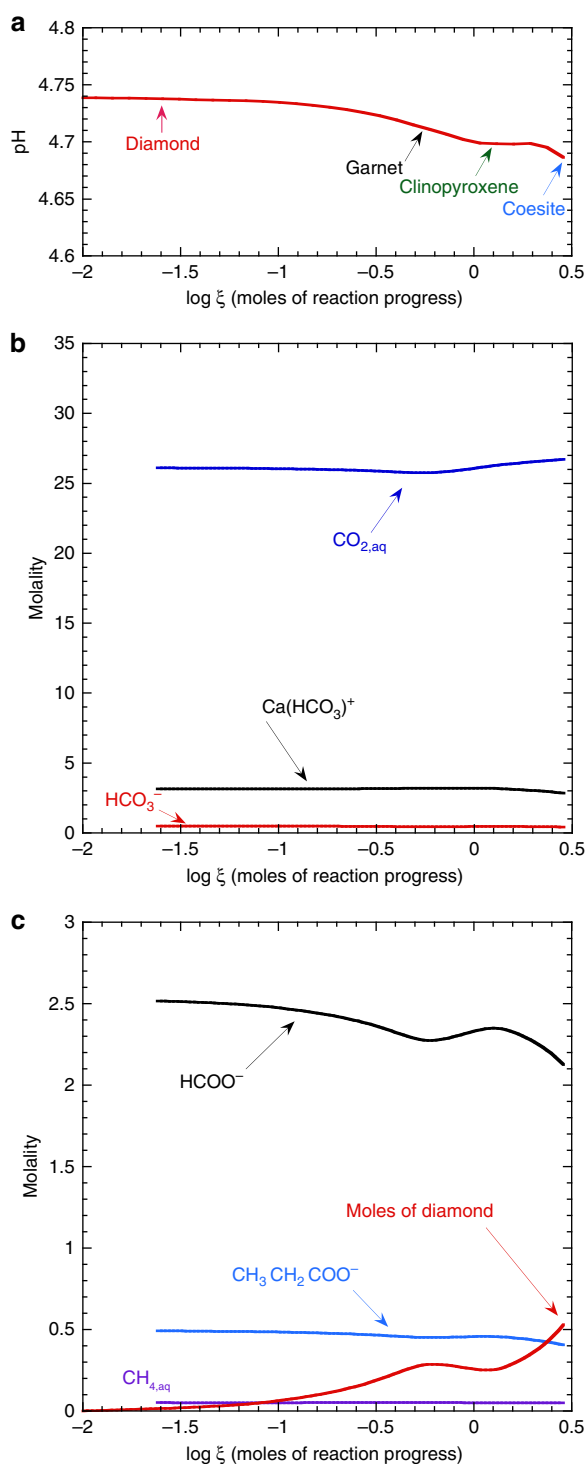 a
4.8
4.75
4.7
4.65
4.6
pH
Diamond
Garnet
Clinopyroxene
Coesite
−2 −1.5 −1 −0.5 0 0.5
log ξ (moles of reaction progress)
b
35
30
25
20
15
10
5
0
Molality
CO2,aq
Ca(HCO3)+
HCO3−
−2 −1.5 −1 −0.5 0 0.5
log ξ (moles of reaction progress)
c
3
2.5
2
1.5
1
0.5
0
Molality
HCOO−
Moles of diamond
CH3 CH2 COO−
CH4,aq
−2 −1.5 −1 −0.5 0 0.5
log ξ (moles of reaction progress)